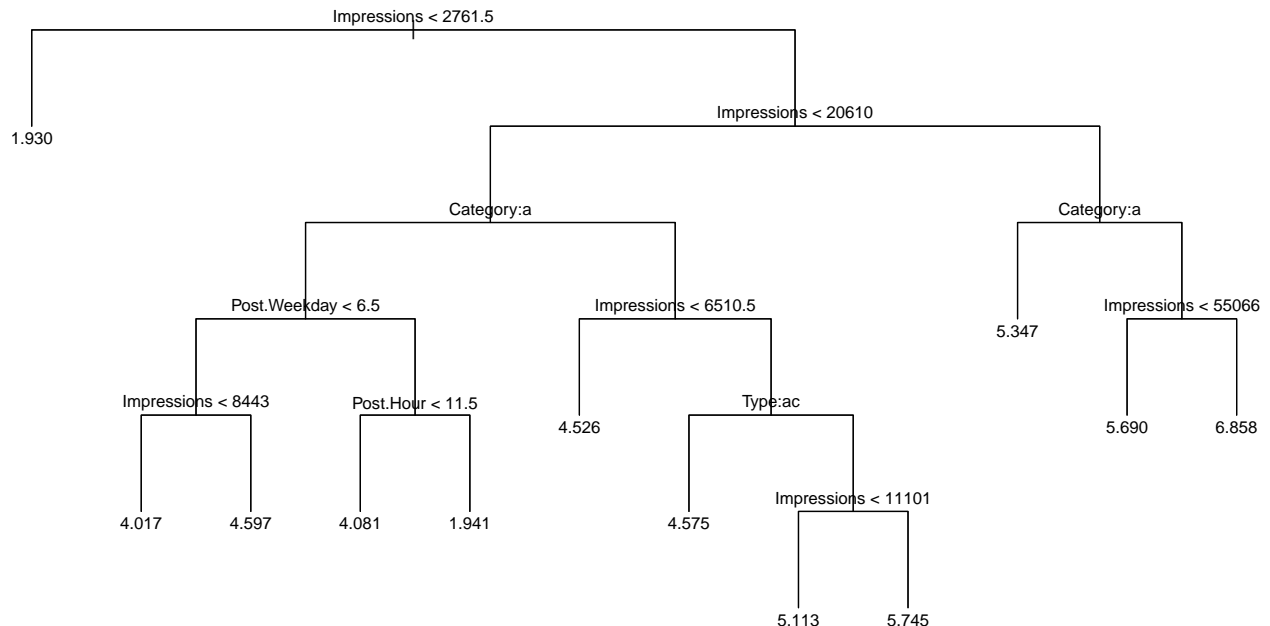 Impressions < 2761.5
1.930
Impressions < 20610
Category:a
Category:a
Post.Weekday < 6.5
Impressions < 6510.5
5.347
Impressions < 55066
Impressions < 8443
Post.Hour < 11.5
4.526
Type:ac
5.690
6.858
4.017
4.597
4.081
1.941
4.575
Impressions < 11101
5.113
5.745